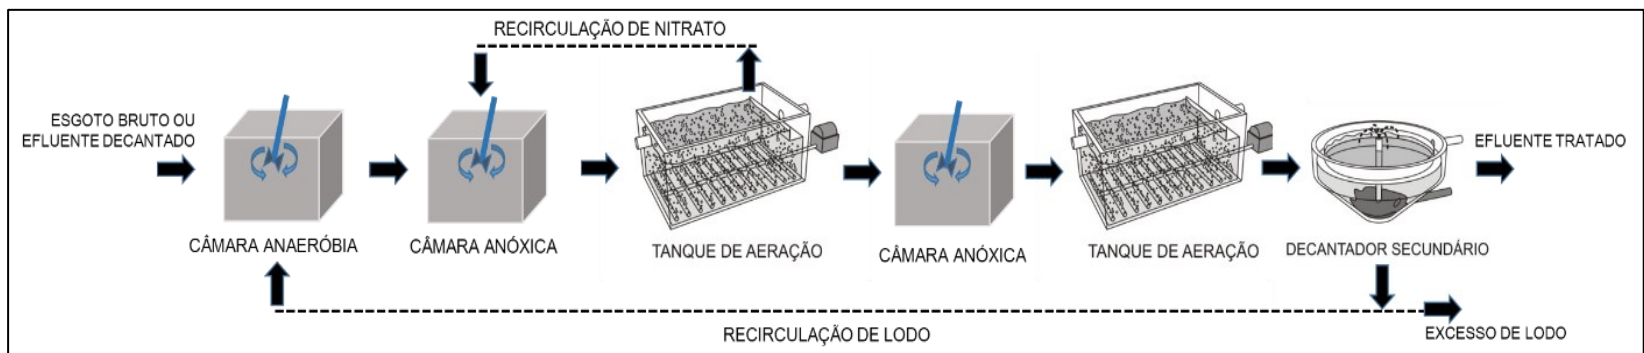 RECIRCULAÇÃO DE NITRATO
ESGOTO BRUTO OU
EFLUENTE DECANTADO
EFLUENTE TRATADO
CÂMARA ANAERÓBIA
CÂMARA ANÓXICA
TANQUE DE AERAÇÃO
CÂMARA ANÓXICA
TANQUE DE AERAÇÃO
DECANTADOR SECUNDÁRIO
RECIRCULAÇÃO DE LODO
EXCESSO DE LODO